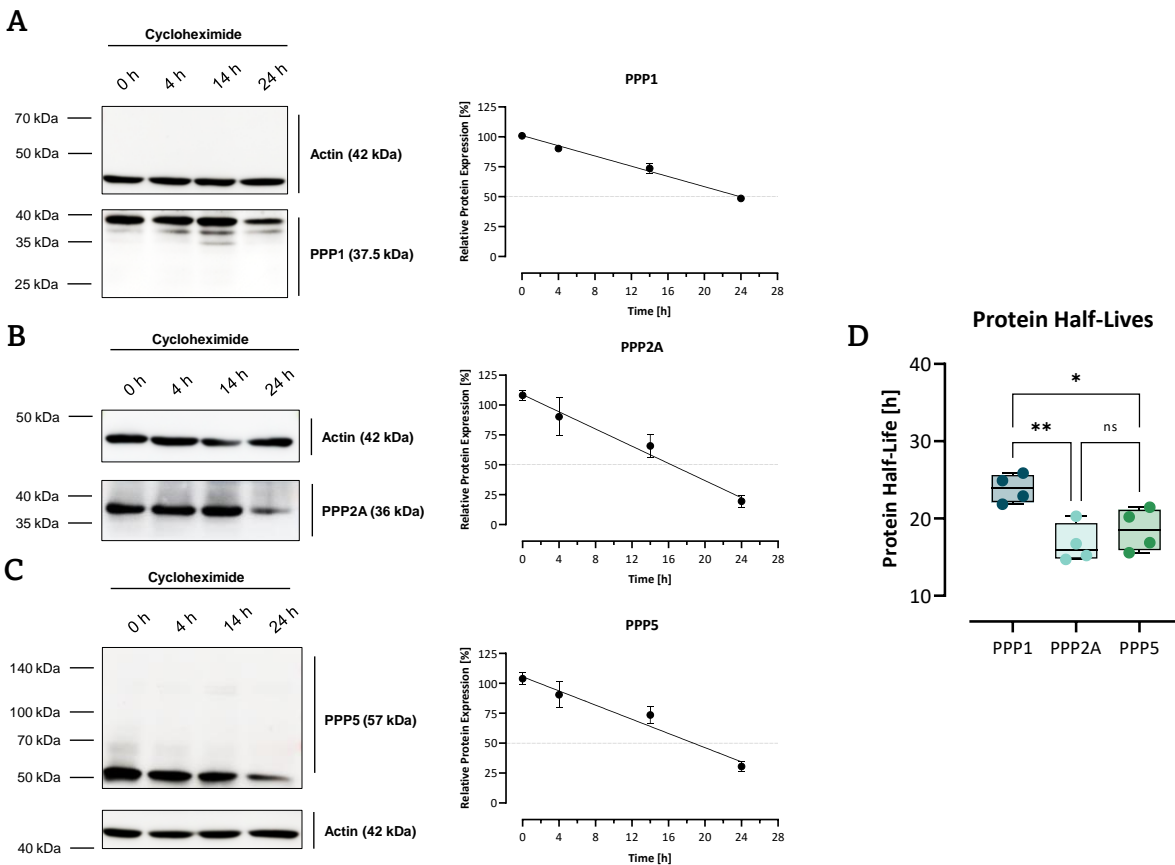 A
Cycloheximide
0 h 4 h 14 h 24 h
70 kDa
50 kDa
Actin (42 kDa)
40 kDa
35 kDa
25 kDa
PPP1 (37.5 kDa)
PPP1
Relative Protein Expression [%]
125
100
75
50
25
0
0 4 8 12 16 20 24 28
Time [h]
B
Cycloheximide
0 h 4 h 14 h 24 h
50 kDa
Actin (42 kDa)
40 kDa
35 kDa
PPP2A (36 kDa)
PPP2A
Relative Protein Expression [%]
125
100
75
50
25
0
0 4 8 12 16 20 24 28
Time [h]
C
Cycloheximide
0 h 4 h 14 h 24 h
140 kDa
100 kDa
70 kDa
50 kDa
PPP5 (57 kDa)
40 kDa
Actin (42 kDa)
PPP5
Relative Protein Expression [%]
125
100
75
50
25
0
0 4 8 12 16 20 24 28
Time [h]
D
Protein Half-Lives
Protein Half-Life [h]
40
30
20
10
*
**
ns
PPP1 PPP2A PPP5